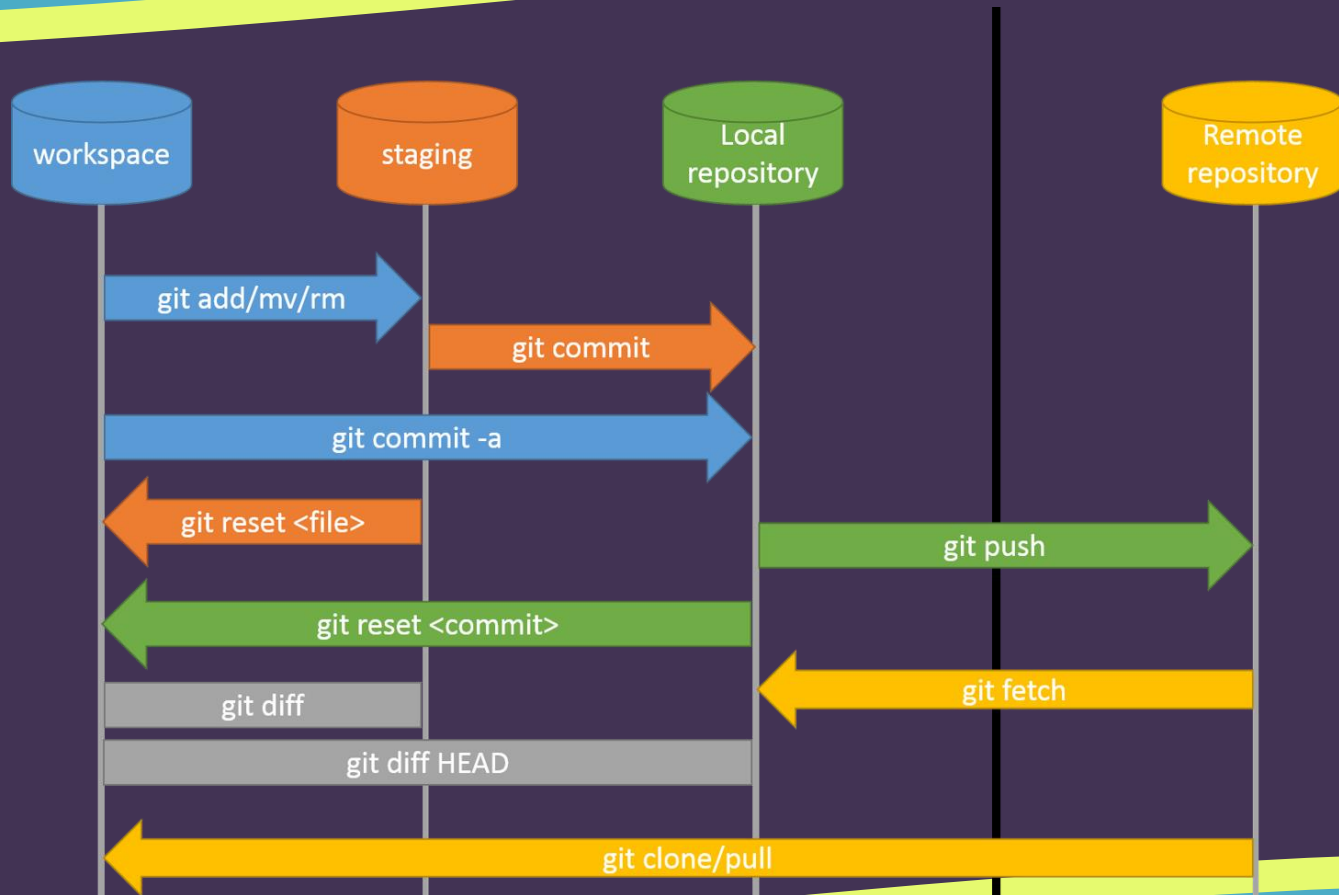 workspace
staging
Local
repository
Remote
repository
git add/mv/rm
git commit
git commit -a
git reset <file>
git push
git reset <commit>
git fetch
git diff
git diff HEAD
git clone/pull